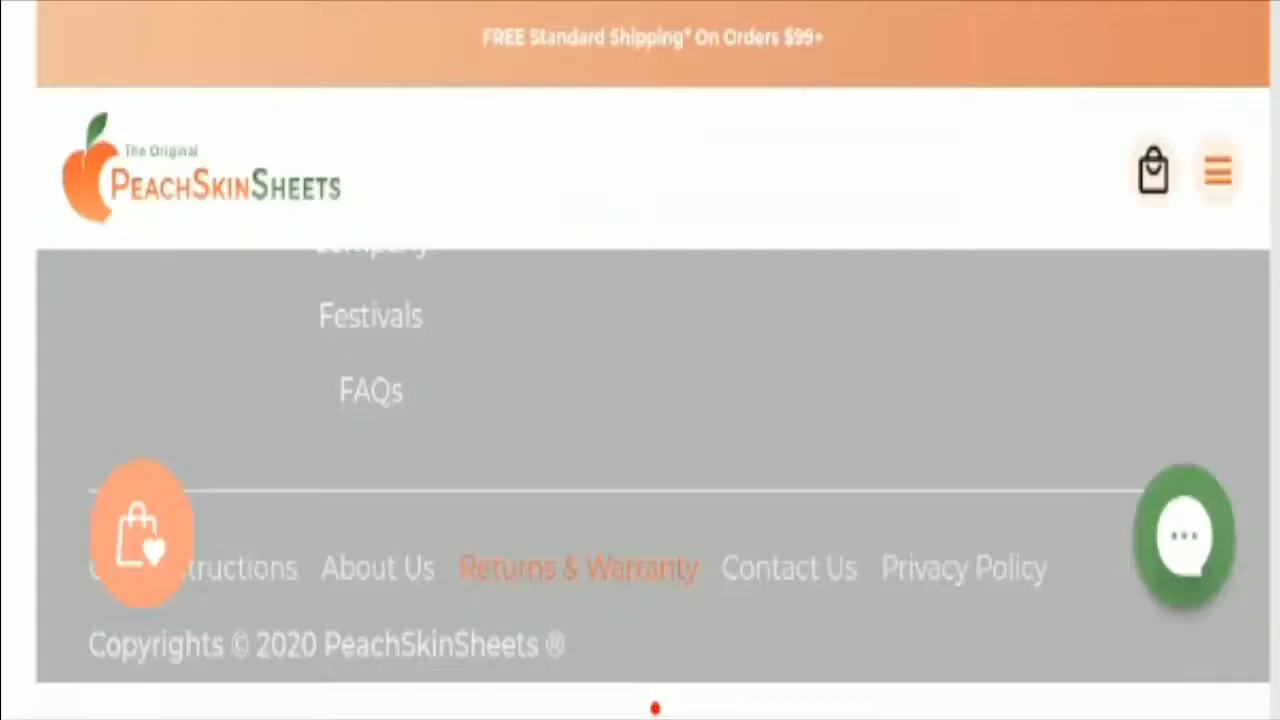 FREE Standard Shipping* On Orders $99+
The Original
PEACHSKINSHEETS
Festivals
FAQs
About Us Returns & Warranty Contact Us Privacy Policy
Copyrights © 2020 PeachSkinSheets ®